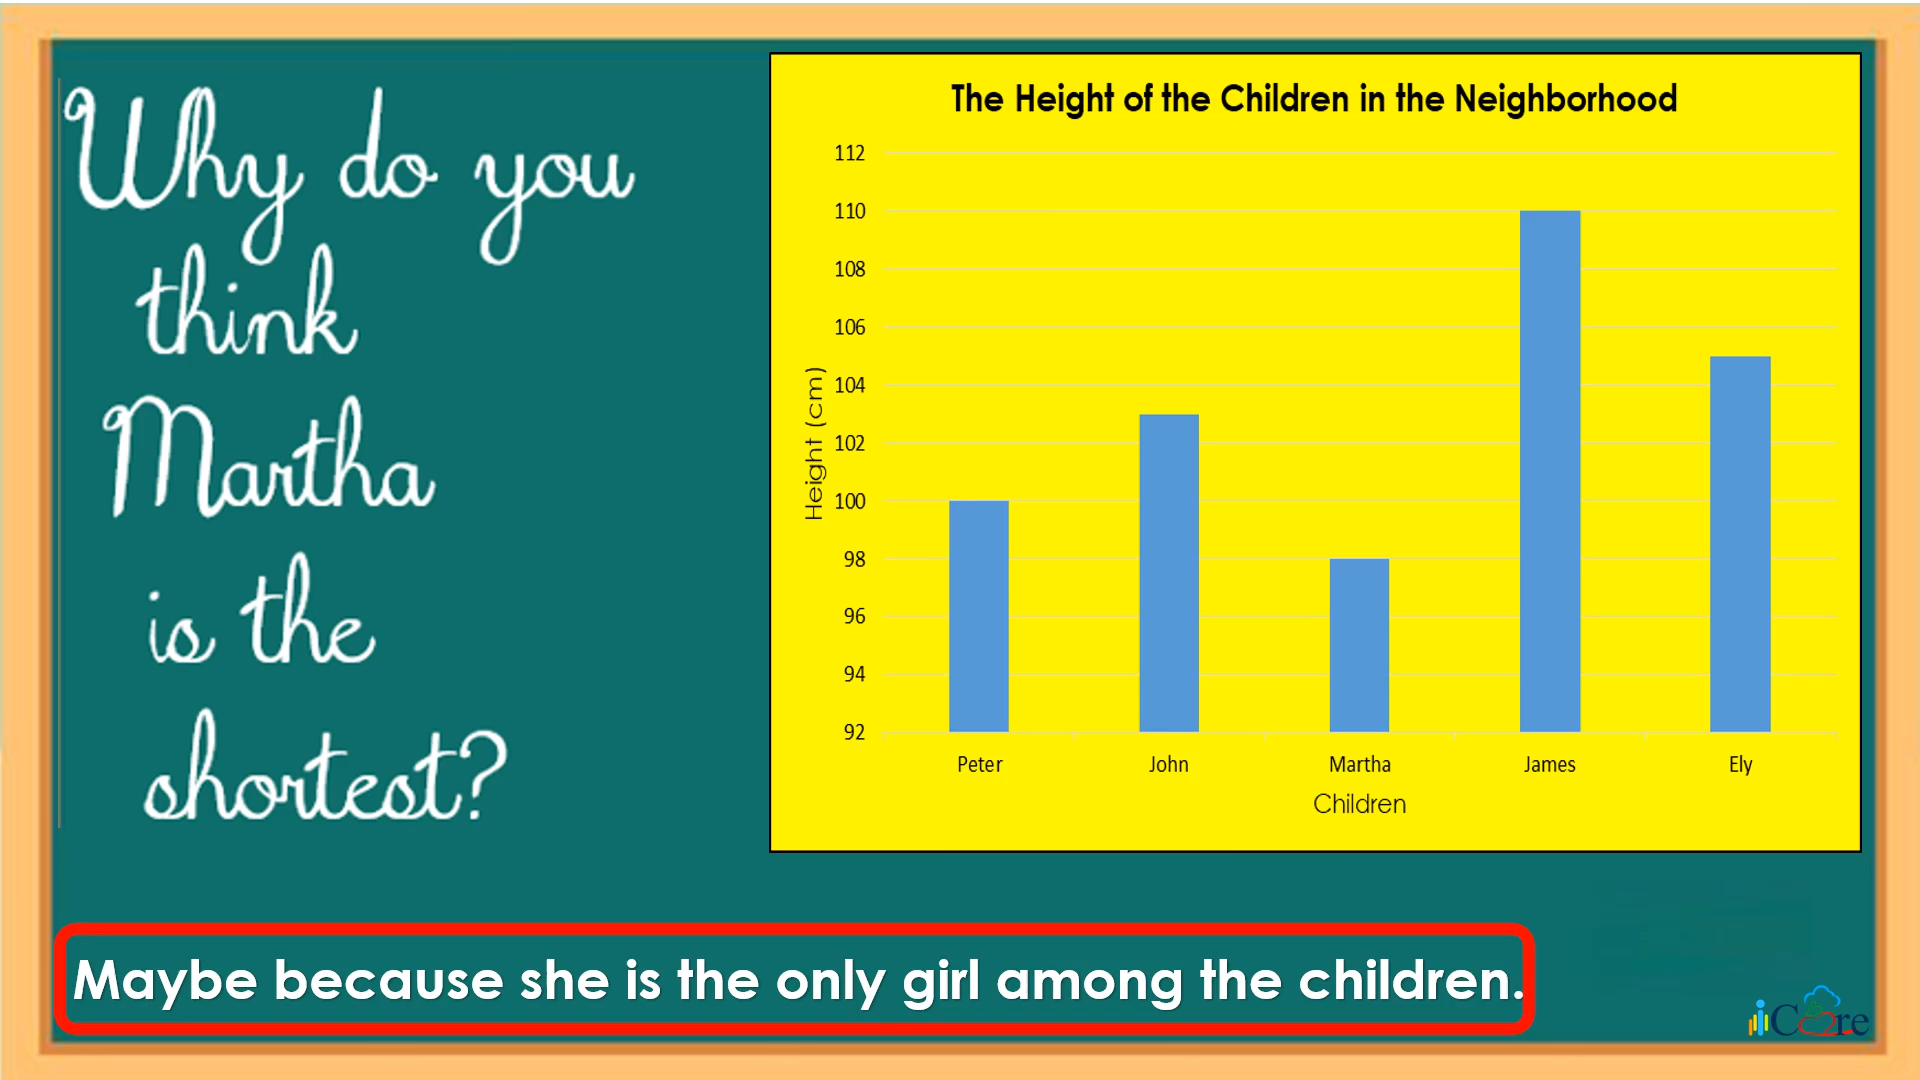 Why do you
think
Martha
is the
shortest?
The Height of the Children in the Neighborhood
Height (cm)
112
110
108
106
104
102
100
98
96
94
92
Peter John Martha James Ely
Children
Maybe because she is the only girl among the children.
iCare